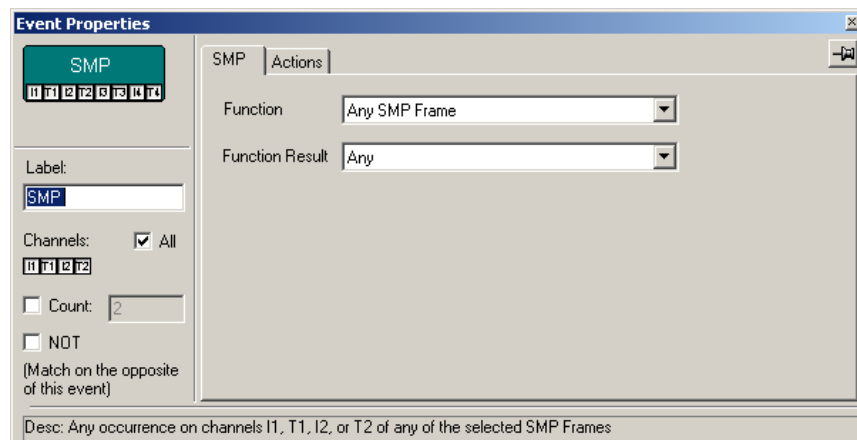 Event Properties
SMP
I1 T1 I2 T2 I3 T3 I4 T4
Label:
SMP
Channels: All
I1 T1 I2 T2
Count: 2
NOT
(Match on the opposite
of this event)
SMP Actions
Function Any SMP Frame
Function Result Any
Desc: Any occurrence on channels I1, T1, I2, or T2 of any of the selected SMP Frames